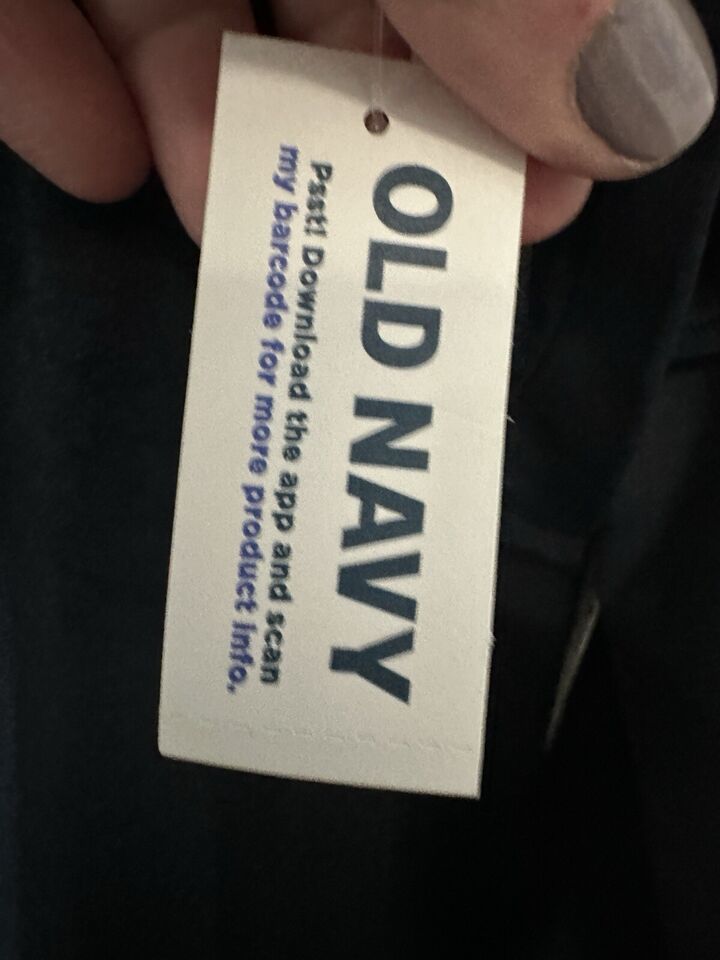 OLD NAVY
Psst! Download the app and scan
my barcode for more product info.